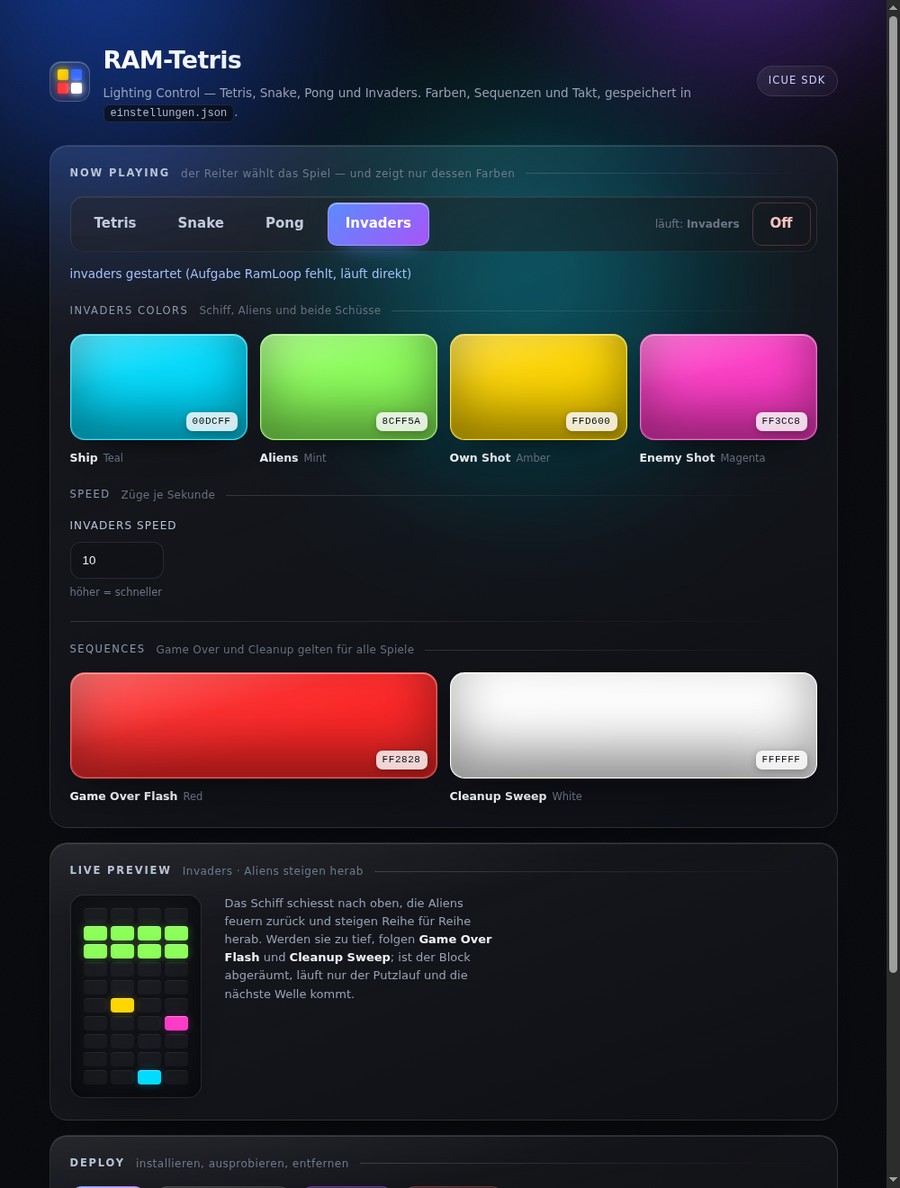 RAM-Tetris
Lighting Control — Tetris, Snake, Pong und Invaders. Farben, Sequenzen und Takt, gespeichert in
einstellungen.json .
ICUE SDK
NOW PLAYING der Reiter wählt das Spiel — und zeigt nur dessen Farben
Tetris Snake Pong Invaders läuft: Invaders Off
invaders gestartet (Aufgabe RamLoop fehlt, läuft direkt)
INVADERS COLORS Schiff, Aliens und beide Schüsse
00DCFF 8CFF5A FFD600 FF3CC8
Ship Teal Aliens Mint Own Shot Amber Enemy Shot Magenta
SPEED Züge je Sekunde
INVADERS SPEED
10
höher = schneller
SEQUENCES Game Over und Cleanup gelten für alle Spiele
FF2828 FFFFFF
Game Over Flash Red Cleanup Sweep White
LIVE PREVIEW Invaders · Aliens steigen herab
Das Schiff schiesst nach oben, die Aliens
feuern zurück und steigen Reihe für Reihe
herab. Werden sie zu tief, folgen Game Over
Flash und Cleanup Sweep; ist der Block
abgeräumt, läuft nur der Putzlauf und die
nächste Welle kommt.
DEPLOY installieren, ausprobieren, entfernen